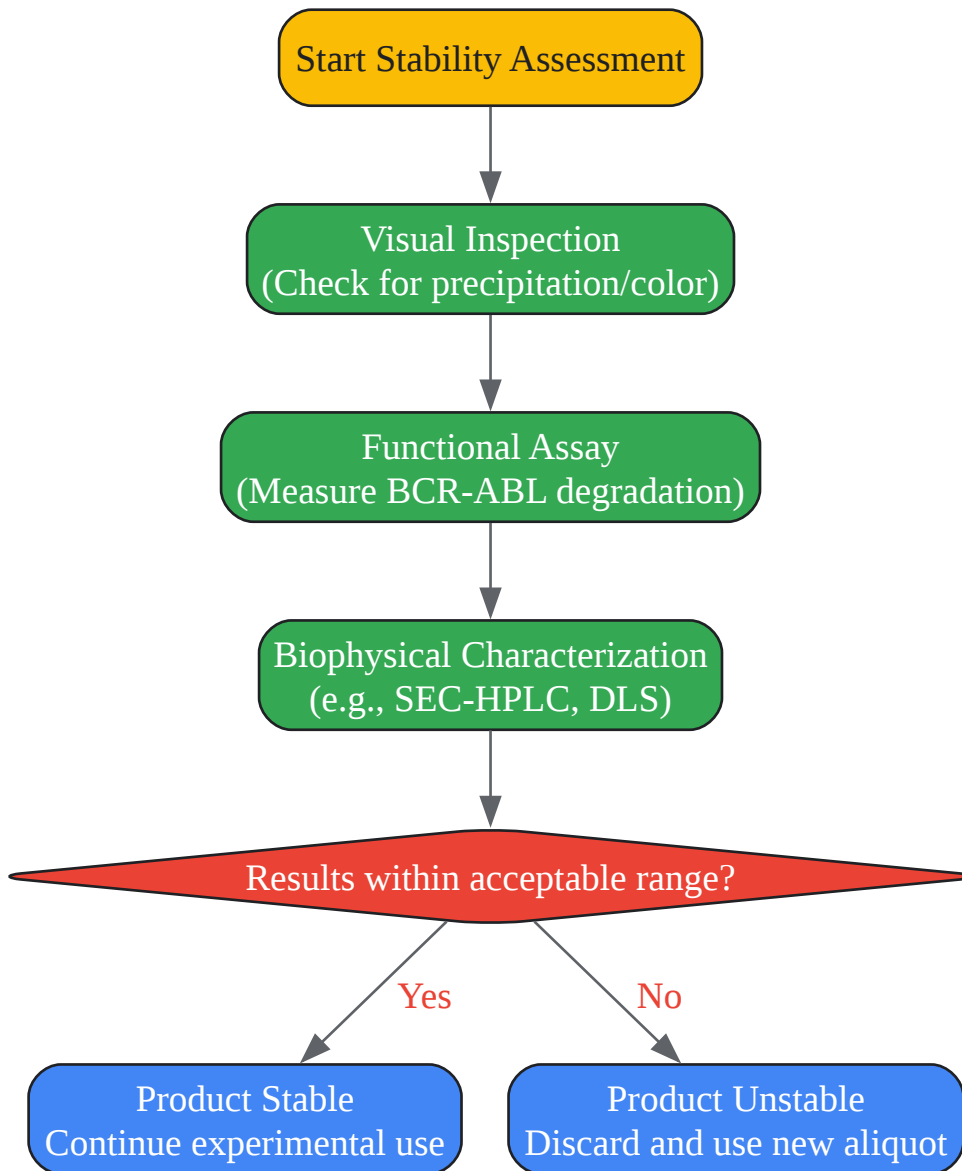 Start Stability Assessment
Visual Inspection
(Check for precipitation/color)
Functional Assay
(Measure BCR-ABL degradation)
Biophysical Characterization
(e.g., SEC-HPLC, DLS)
Results within acceptable range?
Yes
No
Product Stable
Continue experimental use
Product Unstable
Discard and use new aliquot